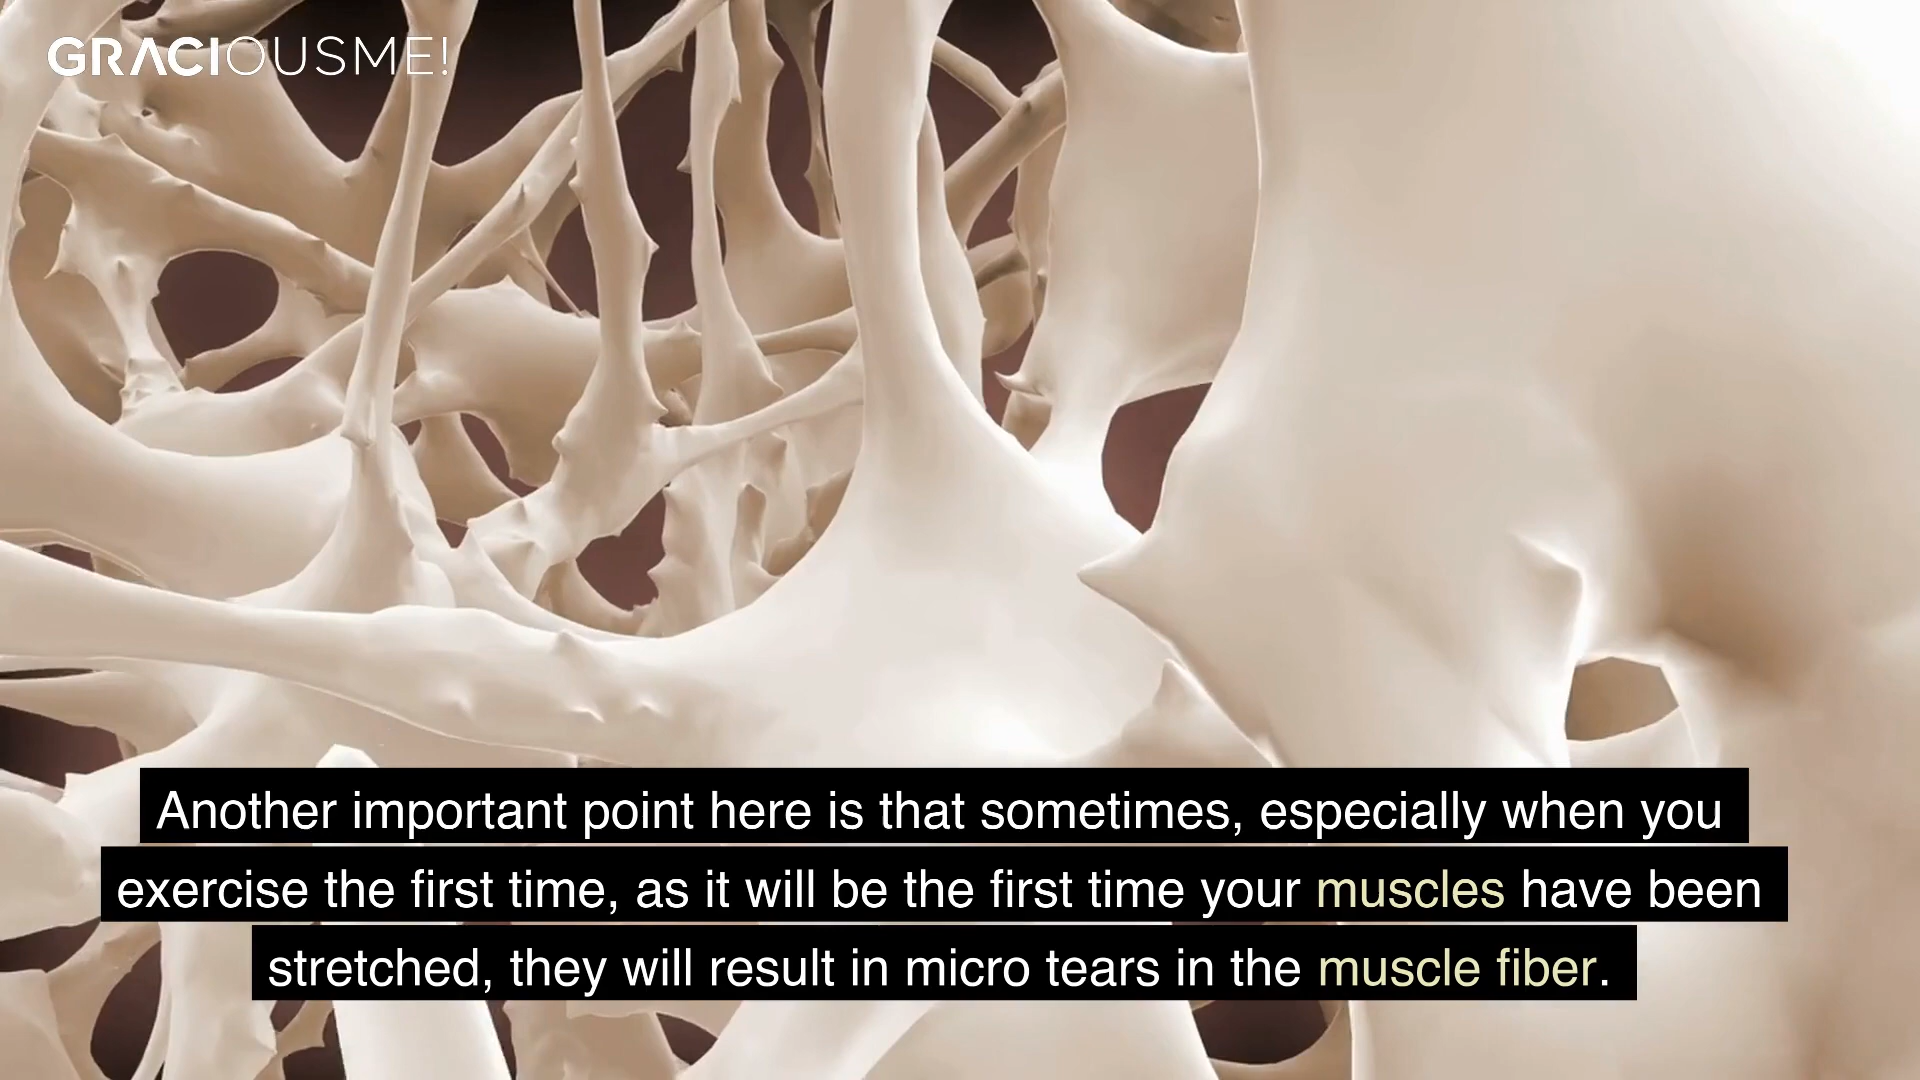 GRACIOUSME!
Another important point here is that sometimes, especially when you
exercise the first time, as it will be the first time your muscles have been
stretched, they will result in micro tears in the muscle fiber.